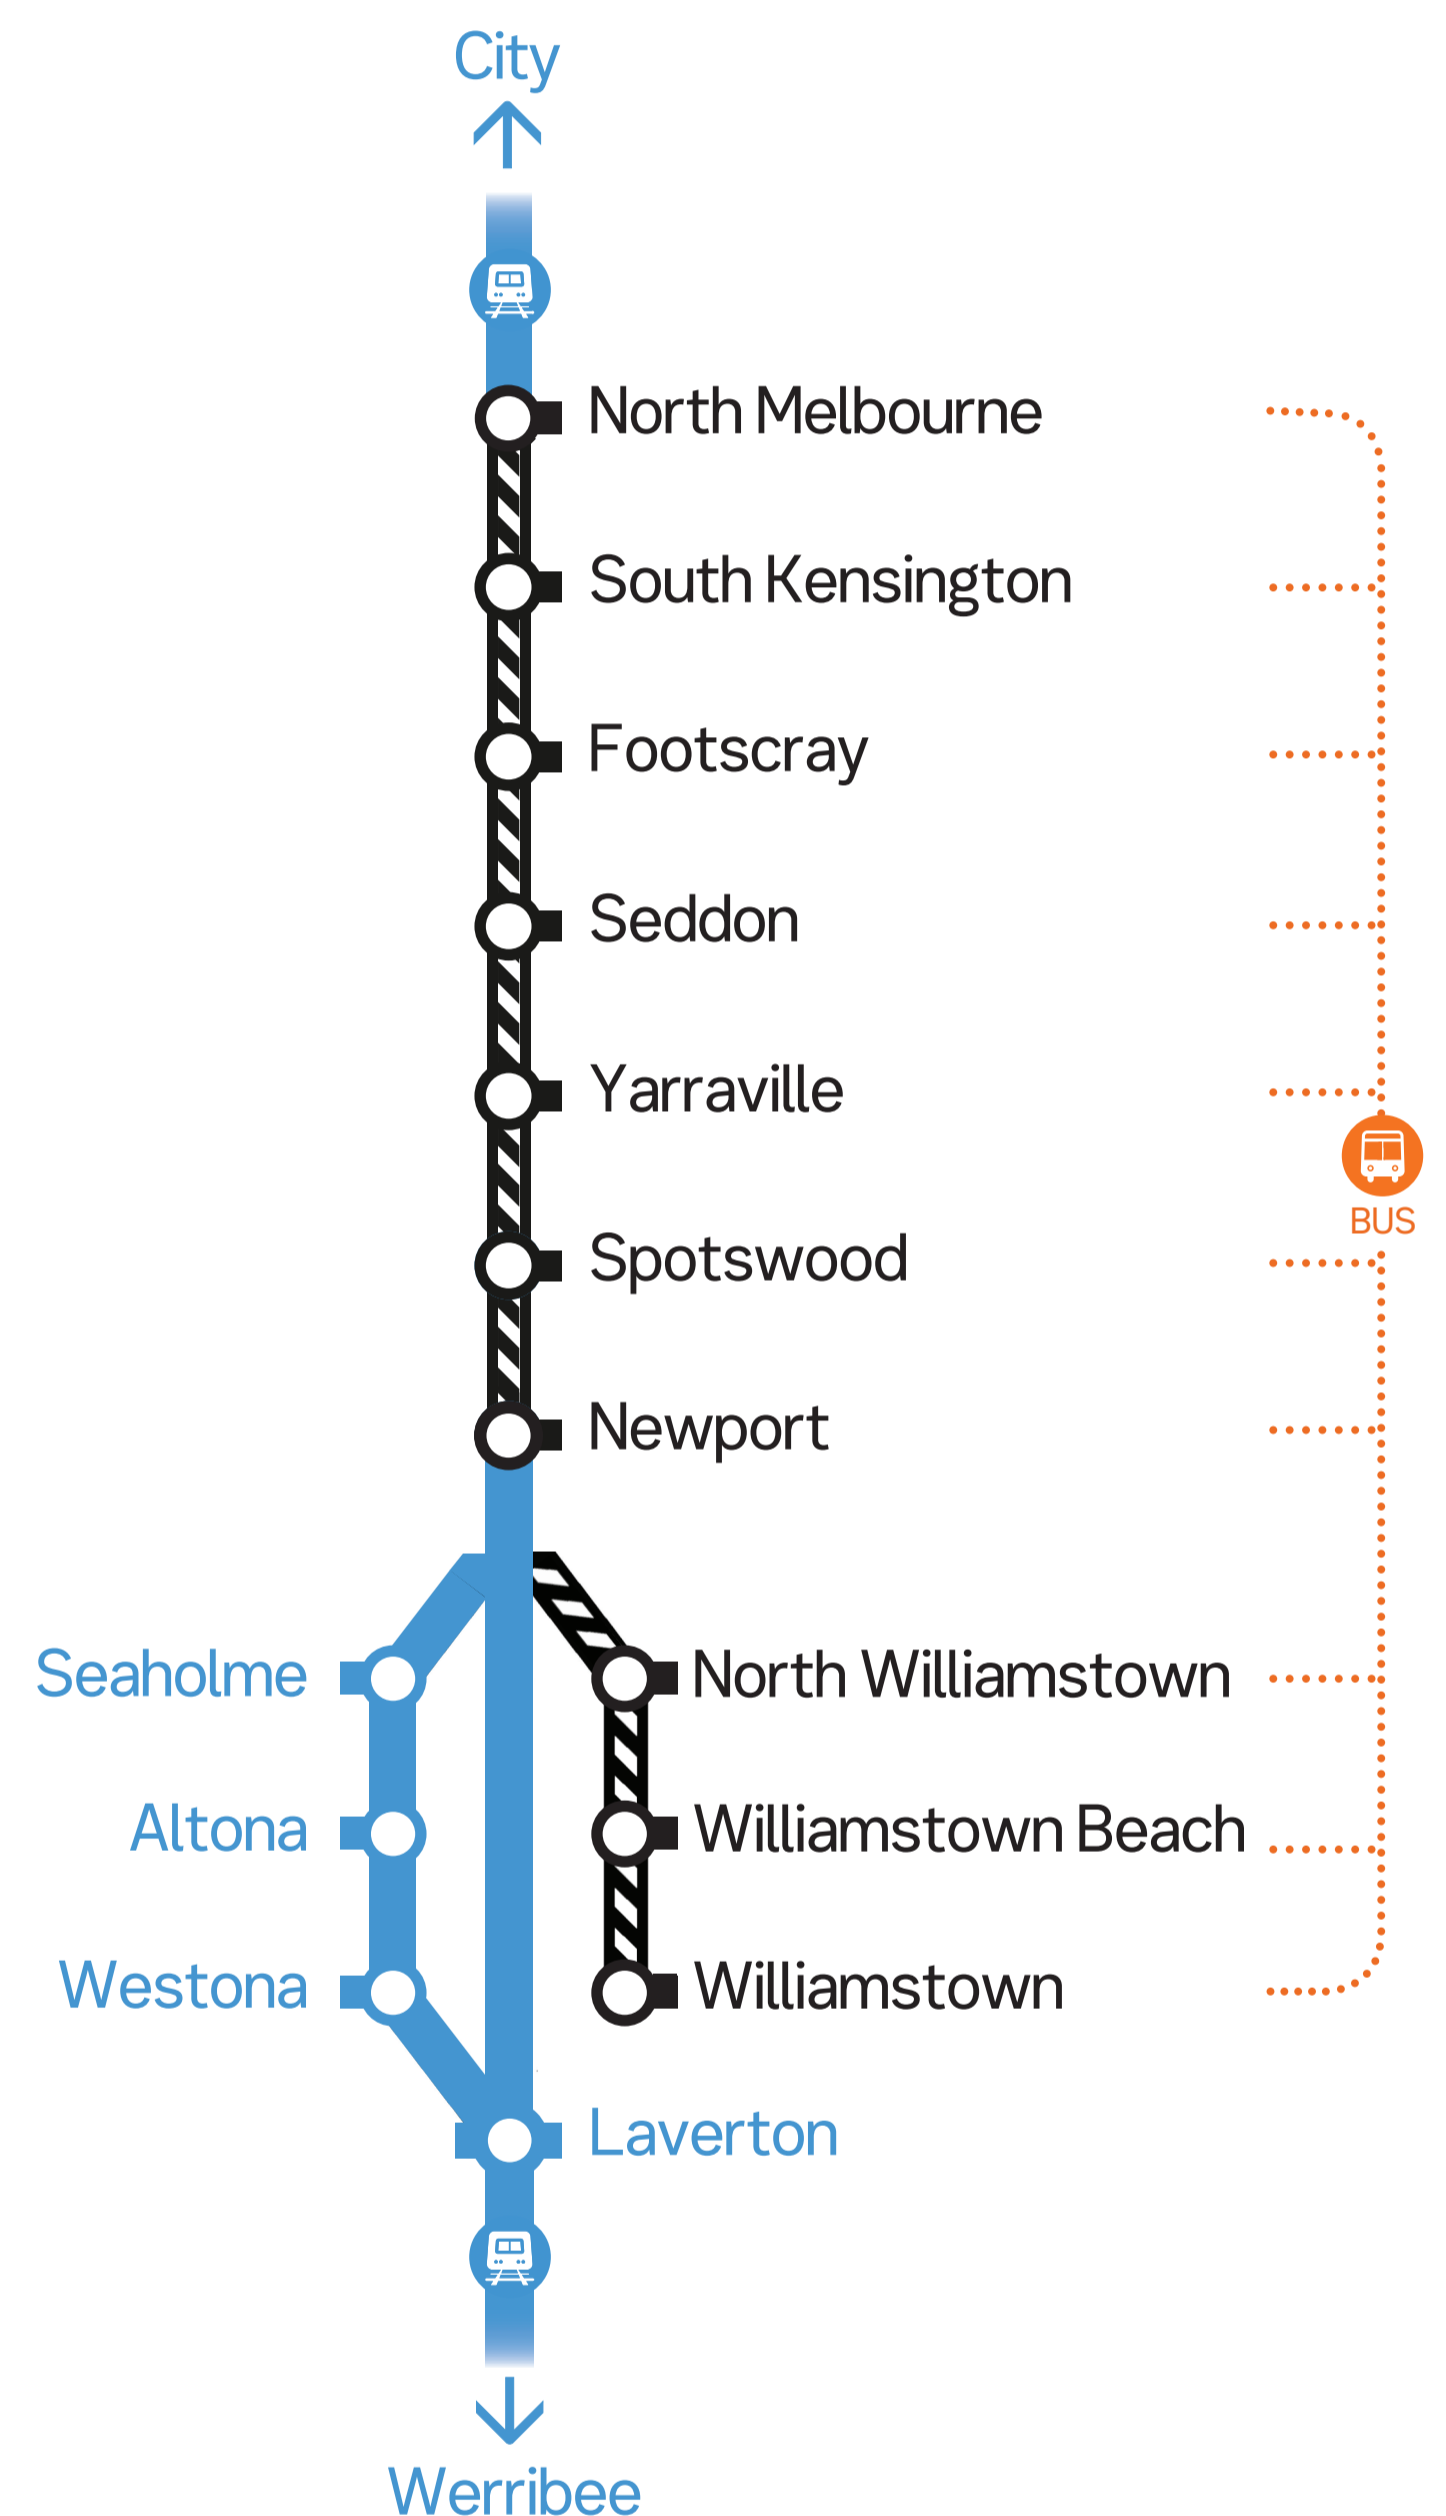 City
North Melbourne
South Kensington
Footscray
Seddon
Yarraville
BUS
Spotswood
Newport
Seaholme
North Williamstown
Altona
Williamstown Beach
Westona
Williamstown
Laverton
Werribee